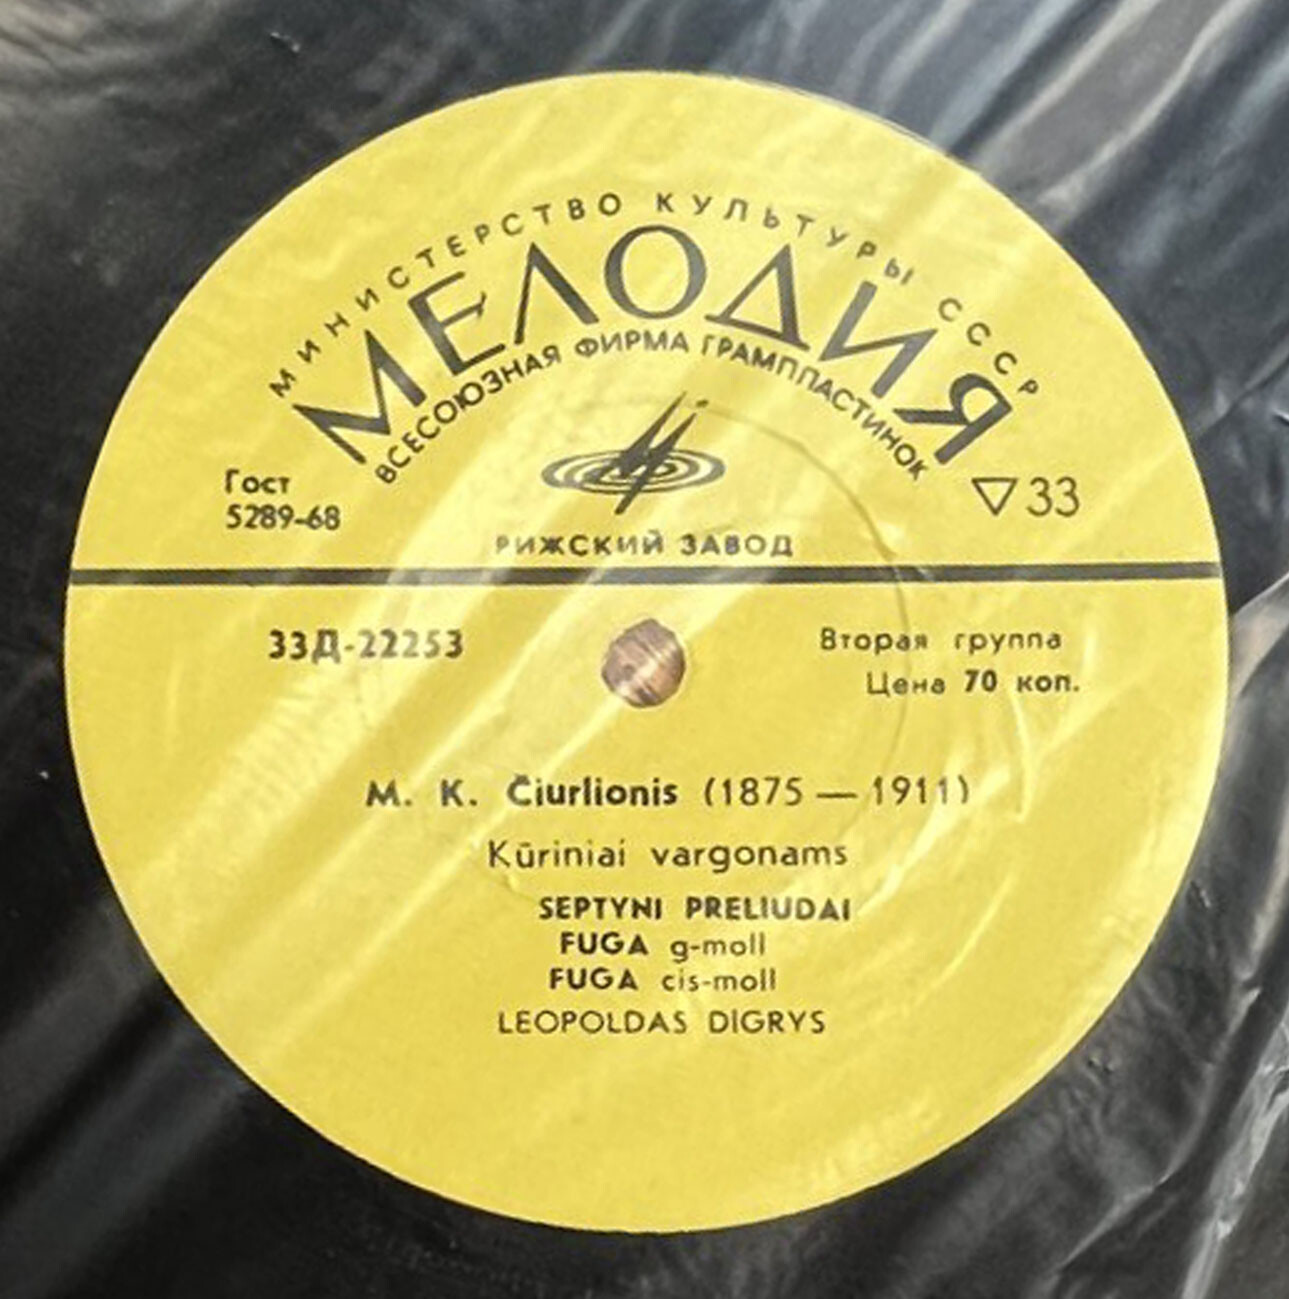 МИНИСТЕРСТВО КУЛЬТУРЫ СССР
МЕЛОДИЯ
ВСЕСОЮЗНАЯ ФИРМА ГРАМПЛАСТИНОК
Гост
5289-68
▽33
РИЖСКИЙ ЗАВОД
33Д-22253
Вторая группа
Цена 70 коп.
M. K. Čiurlionis (1875 — 1911)
Kūriniai vargonams
SEPTYNI PRELIUDAI
FUGA g-moll
FUGA cis-moll
LEOPOLDAS DIGRYS